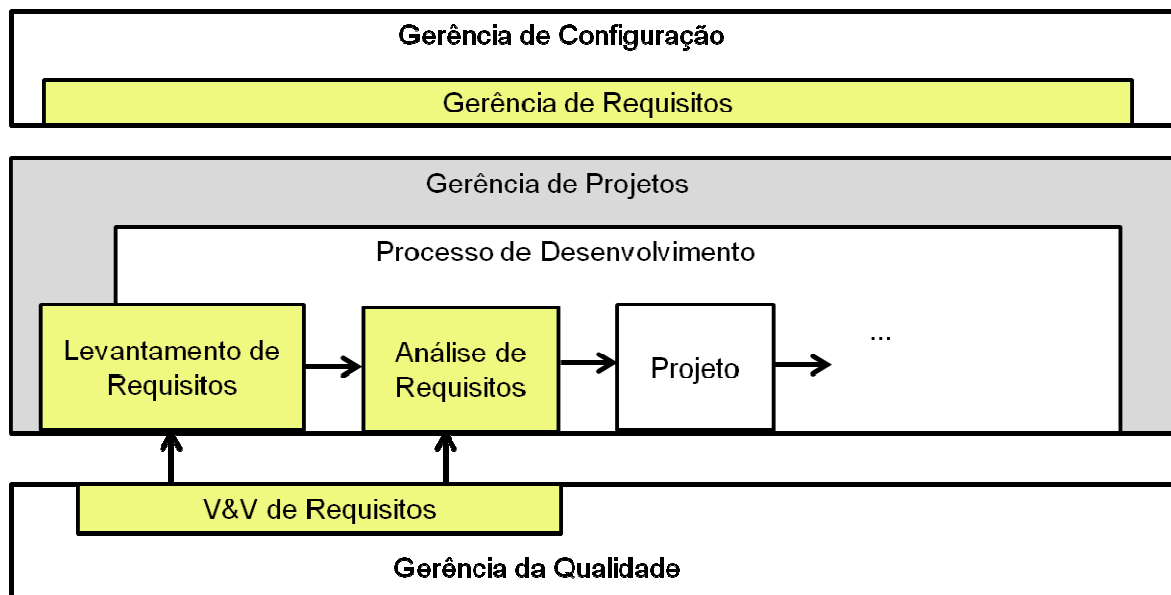 Gerência de Configuração
Gerência de Requisitos
Gerência de Projetos
Processo de Desenvolvimento
Levantamento de
Requisitos
Análise de
Requisitos
Projeto
...
V&V de Requisitos
Gerência da Qualidade